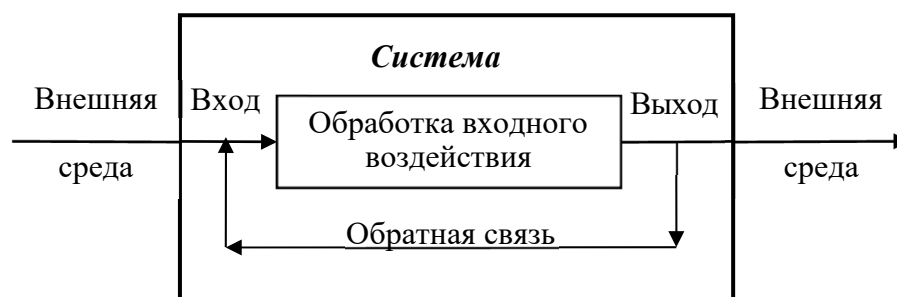 Система
Внешняя Вход Выход Внешняя
Обработка входного
воздействия
среда среда
Обратная связь